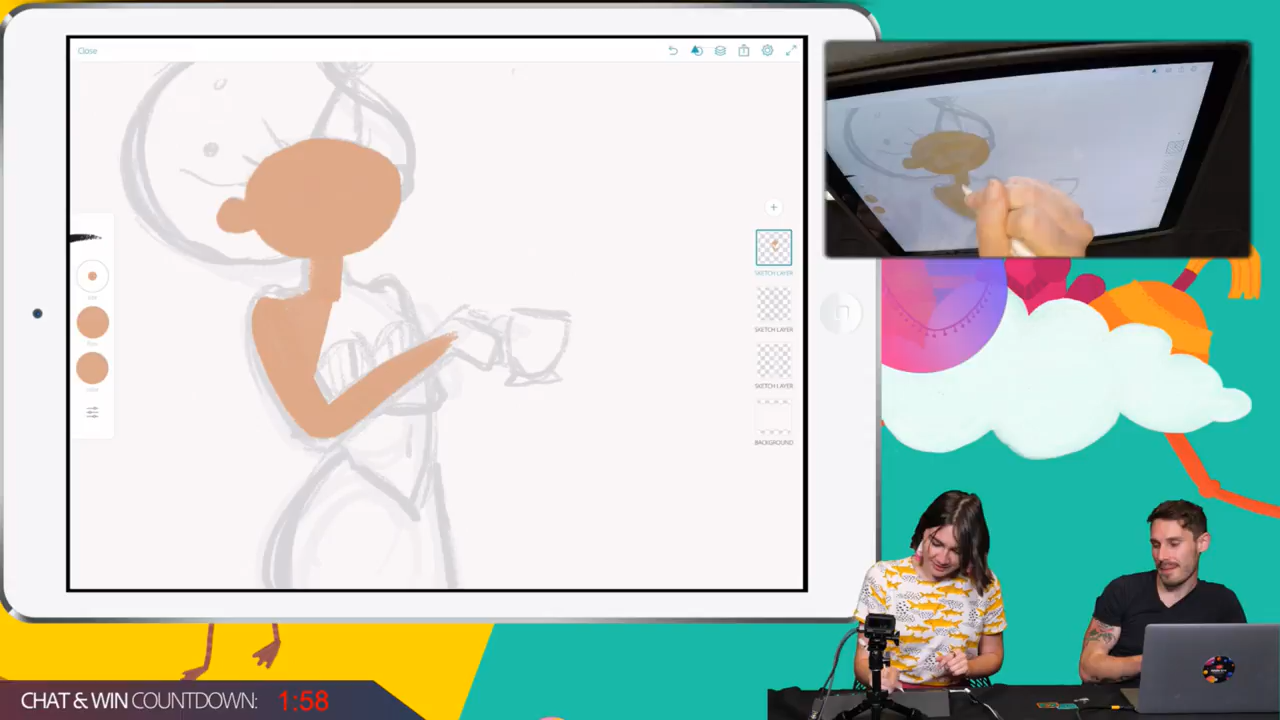 Close
SKETCH LAYER
SKETCH LAYER
SKETCH LAYER
BACKGROUND
CHAT & WIN COUNTDOWN: 1:58